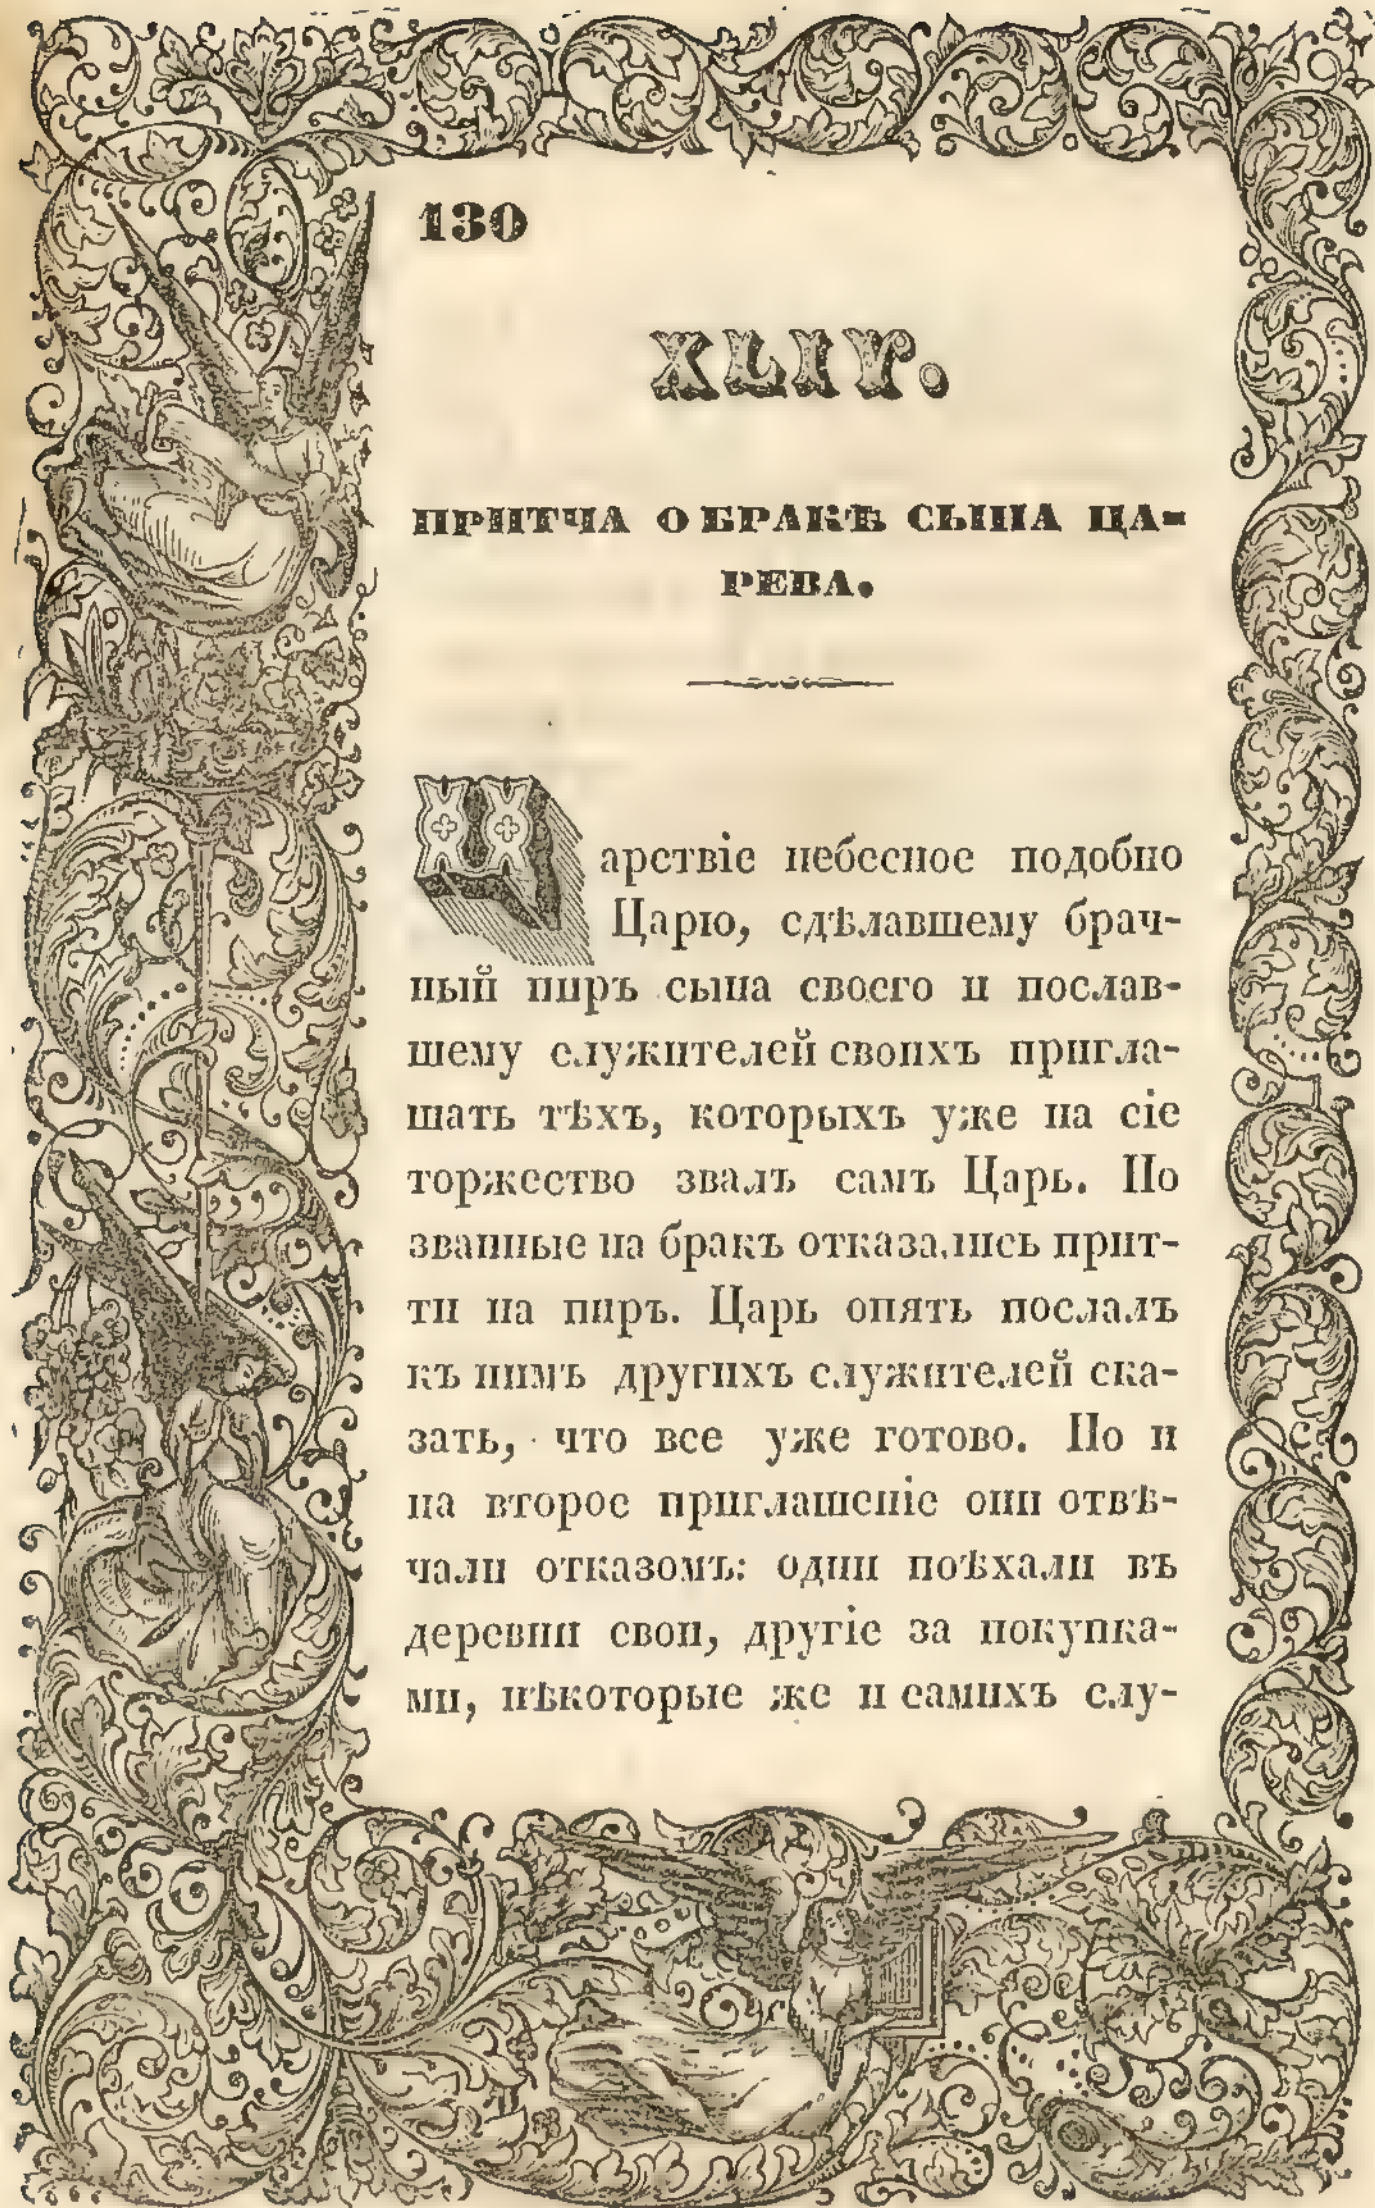 130
XLIV.
ПРИТЧА О БРАКѢ СЫНА ЦА-
РЕВА.
Царствіе небесное подобно
Царю, сдѣлавшему брач-
ный пиръ сына своего и послав-
шему служителей своихъ пригла-
шать тѣхъ, которыхъ уже на сіе
торжество звалъ самъ Царь. Но
званные на бракъ отказались прит-
ти на пиръ. Царь опять послалъ
къ нимъ другихъ служителей ска-
зать, что все уже готово. Но и
на второе приглашеніе они отвѣ-
чали отказомъ: одни поѣхали въ
деревни свои, другіе за покупка-
ми, нѣкоторые же и самихъ слу-